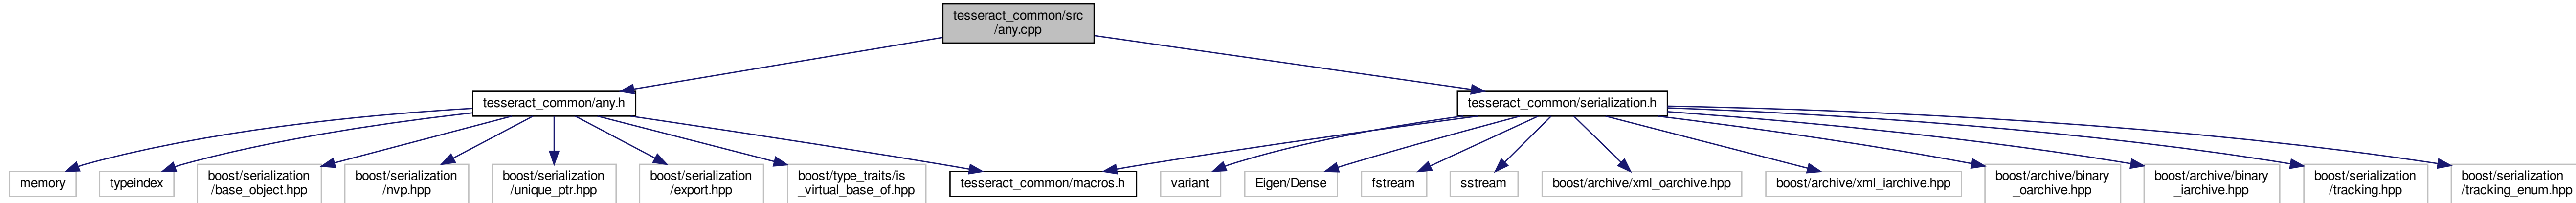 tesseract_common/src
/any.cpp
tesseract_common/any.h
tesseract_common/serialization.h
memory
typeindex
boost/serialization
/base_object.hpp
boost/serialization
/nvp.hpp
boost/serialization
/unique_ptr.hpp
boost/serialization
/export.hpp
boost/type_traits/is
_virtual_base_of.hpp
tesseract_common/macros.h
variant
Eigen/Dense
fstream
sstream
boost/archive/xml_oarchive.hpp
boost/archive/xml_iarchive.hpp
boost/archive/binary
_oarchive.hpp
boost/archive/binary
_iarchive.hpp
boost/serialization
/tracking.hpp
boost/serialization
/tracking_enum.hpp